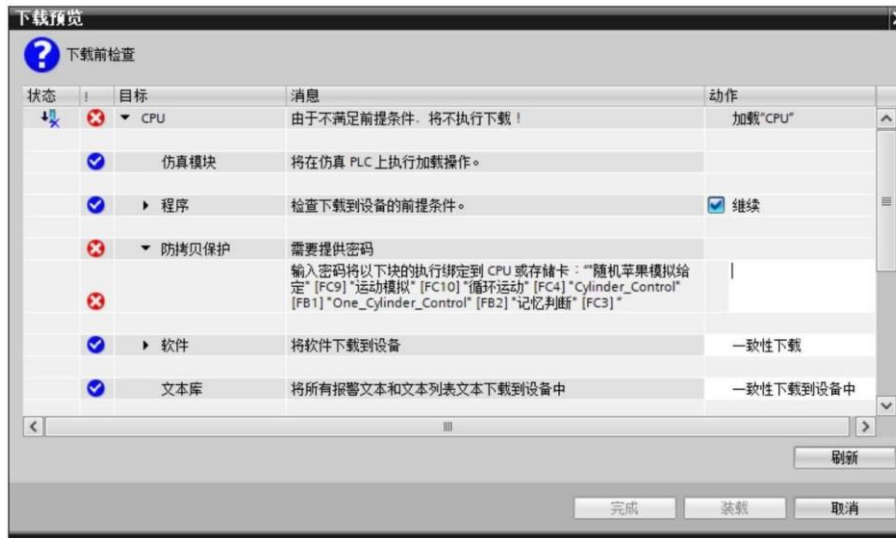 下载预览
下载前检查
状态 ! 目标 消息 动作
CPU 由于不满足前提条件，将不执行下载！ 加载"CPU"
仿真模块 将在仿真 PLC 上执行加载操作。
程序 检查下载到设备的前提条件。 继续
防拷贝保护 需要提供密码
输入密码将以下块的执行绑定到 CPU 或存储卡："“随机苹果模拟给
定" [FC9] "运动模拟" [FC10] "循环运动" [FC4] "Cylinder_Control"
[FB1] "One_Cylinder_Control" [FB2] "记忆判断" [FC3] "
软件 将软件下载到设备 一致性下载
文本库 将所有报警文本和文本列表文本下载到设备中 一致性下载到设备中
刷新
完成 装载 取消